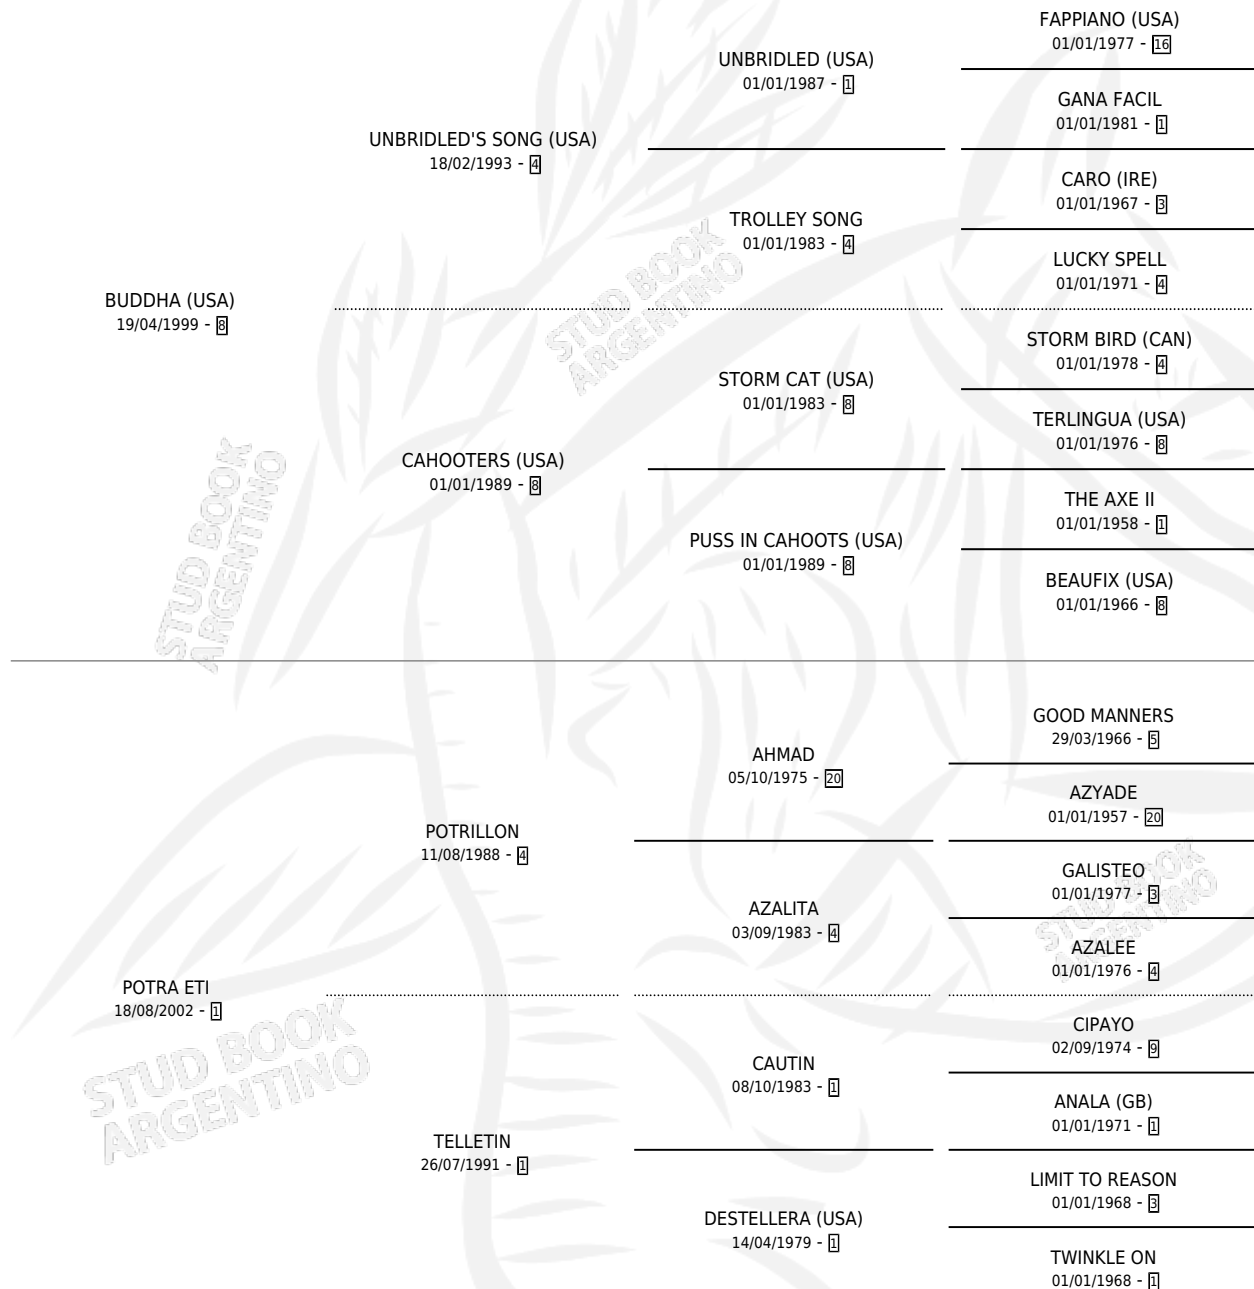 FAPPIANO (USA)
01/01/1977 - 16
UNBRIDLED (USA)
01/01/1987 - 1
GANA FACIL
01/01/1981 - 1
UNBRIDLED'S SONG (USA)
18/02/1993 - 4
CARO (IRE)
01/01/1967 - 3
TROLLEY SONG
01/01/1983 - 4
LUCKY SPELL
01/01/1971 - 4
BUDDHA (USA)
19/04/1999 - 8
STORM BIRD (CAN)
01/01/1978 - 4
STORM CAT (USA)
01/01/1983 - 8
TERLINGUA (USA)
01/01/1976 - 8
CAHOOTERS (USA)
01/01/1989 - 8
THE AXE II
01/01/1958 - 1
PUSS IN CAHOOTS (USA)
01/01/1989 - 8
BEAUFIX (USA)
01/01/1966 - 8
GOOD MANNERS
29/03/1966 - 5
AHMAD
05/10/1975 - 20
AZYADE
01/01/1957 - 20
POTRILLON
11/08/1988 - 4
GALISTEO
01/01/1977 - 3
AZALITA
03/09/1983 - 4
AZALEE
01/01/1976 - 4
POTRA ETI
18/08/2002 - 1
CIPAYO
02/09/1974 - 9
CAUTIN
08/10/1983 - 1
ANALA (GB)
01/01/1971 - 1
TELLETIN
26/07/1991 - 1
LIMIT TO REASON
01/01/1968 - 3
DESTELLERA (USA)
14/04/1979 - 1
TWINKLE ON
01/01/1968 - 1
STUD BOOK
ARGENTINO
STUD BOOK
ARGENTINO
STUD BOOK
ARGENTINO
STUD BOOK
ARGENTINO